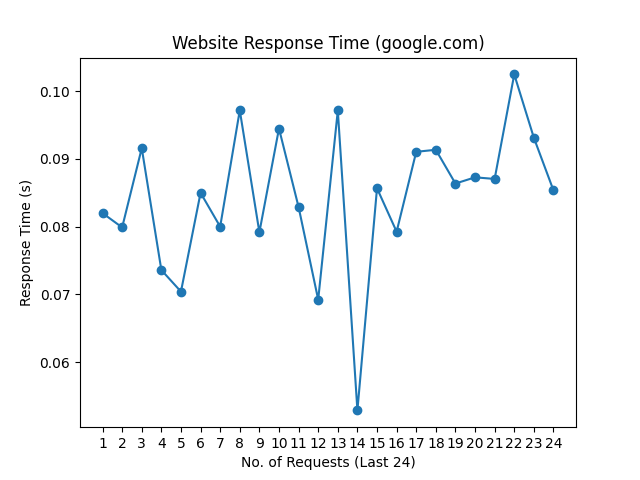 Website Response Time (google.com)
0.10
0.09
0.08
0.07
0.06
Response Time (s)
1 2 3 4 5 6 7 8 9 10 11 12 13 14 15 16 17 18 19 20 21 22 23 24
No. of Requests (Last 24)